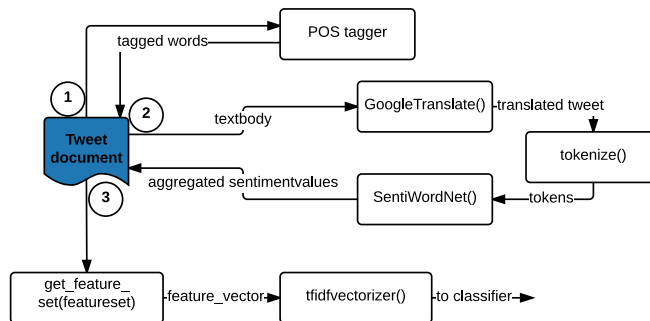 POS tagger
tagged words
1
2
GoogleTranslate()
translated tweet
textbody
Tweet
document
tokenize()
aggregated sentimentvalues
SentiWordNet()
tokens
3
get_feature_
set(featureset)
feature_vector
tfidfvectorizer()
to classifier